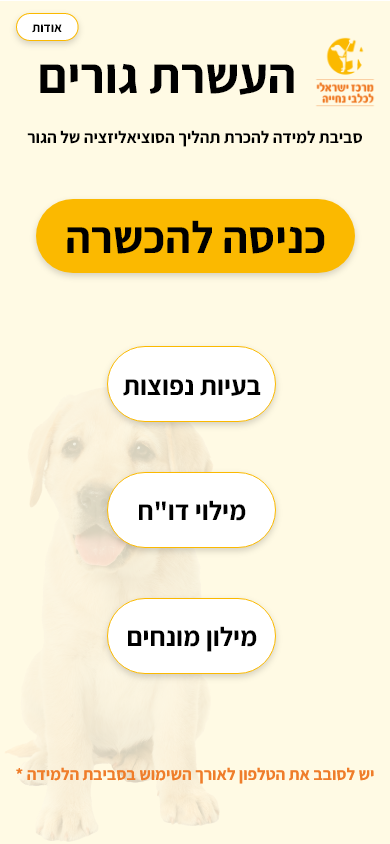 אודות
מרכז ישראלי
לכלבי נחייה
העשרת גורים
סביבת למידה להכרת תהליך הסוציאליזציה של הגור
כניסה להכשרה
בעיות נפוצות
מילוי דו"ח
מילון מונחים
יש לסובב את הטלפון לאורך השימוש בסביבת הלמידה *